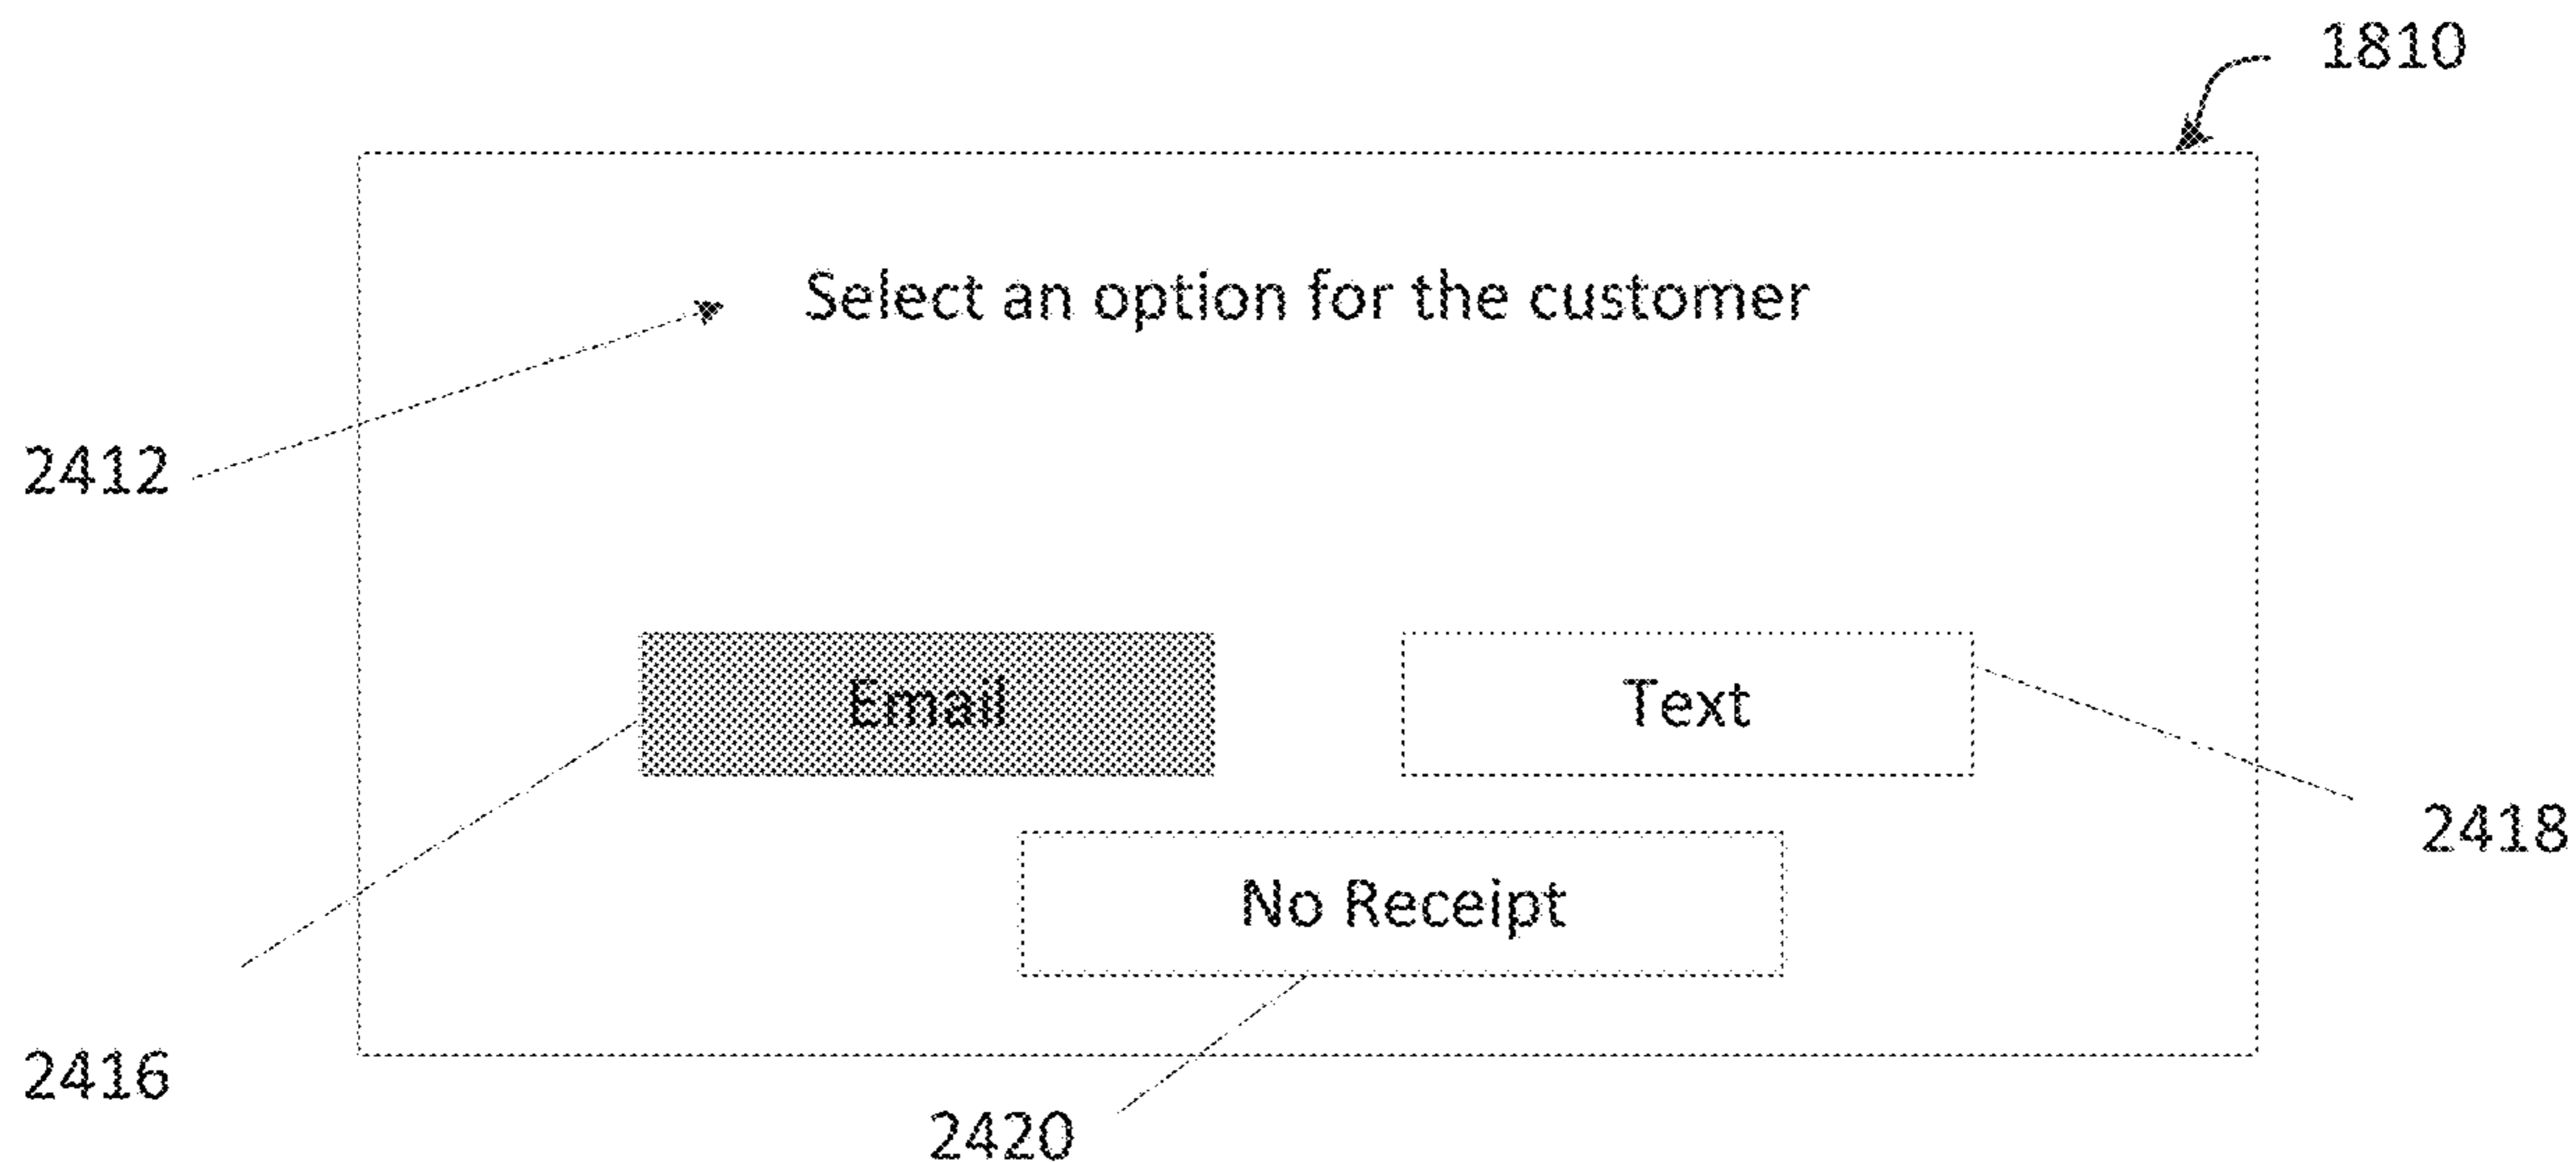 1810
Select an option for the customer
2412
Email
Text
2418
No Receipt
2416
2420